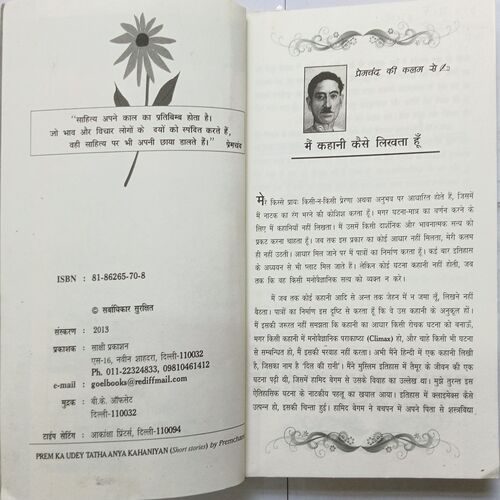 "साहित्य अपने काल का प्रतिबिम्ब होता है।
जो भाव और विचार लोगों के  दयों को स्पंदित करते हैं,
वही साहित्य पर भी अपनी छाया डालते हैं।"
प्रेमचन्द
ISBN : 81-86265-70-8
© सर्वाधिकार सुरक्षित
संस्करण : 2013
प्रकाशक : साक्षी प्रकाशन
एस-16, नवीन शाहदरा, दिल्ली-110032
Ph. 011-22324833, 09810461412
e-mail : goelbooks@rediffmail.com
मुद्रक : बी.के. ऑफसेट
दिल्ली-110032
टाईप सेटिंग : आकांक्षा प्रिंटर्स, दिल्ली-110094
PREM KA UDEY TATHA ANYA KAHANIYAN (Short stories) by Premchan
प्रेमचंद की कलम से
मैं कहानी कैसे लिखता हूँ
मेरे किस्से प्रायः किसी-न-किसी प्रेरणा अथवा अनुभव पर आधारित होते हैं, जिसमें
में नाटक का रंग भरने की कोशिश करता हूँ। मगर घटना-मात्र का वर्णन करने के
लिए मैं कहानियाँ नहीं लिखता। मैं उसमें किसी दार्शनिक और भावनात्मक सत्य को
प्रकट करना चाहता हूँ। जब तक इस प्रकार का कोई आधार नहीं मिलता, मेरी कलम
ही नहीं उठती। आधार मिल जाने पर मैं पात्रों का निर्माण करता हूँ। कई बार इतिहास
के अध्ययन से भी प्लाट मिल जाते हैं। लेकिन कोई घटना कहानी नहीं होती, जब
तक कि वह किसी मनोवैज्ञानिक सत्य को व्यक्त न करे।
मैं जब तक कोई कहानी आदि से अन्त तक जेहन में न जमा लूँ, लिखने नहीं
बैठता। पात्रों का निर्माण इस दृष्टि से करता हूँ कि वे उस कहानी के अनुकूल हों।
मैं इसकी जरूरत नहीं समझता कि कहानी का आधार किसी रोचक घटना को बनाऊँ,
मगर किसी कहानी में मनोवैज्ञानिक पराकाष्ठा (Climax) हो, और चाहे किसी भी घटना
से सम्बन्धित हो, मैं इसकी परवाह नहीं करता। अभी मैंने हिन्दी में एक कहानी लिखी
है, जिसका नाम है 'दिल की रानी'। मैंने मुस्लिम इतिहास में तैमूर के जीवन की एक
घटना पढ़ी थी, जिसमें हामिद बेगम से उसके विवाह का उल्लेख था। मुझे तुरन्त इस
ऐतिहासिक घटना के नाटकीय पहलू का खयाल आया। इतिहास में क्लाइमेक्स कैसे
उत्पन्न हो, इसकी चिन्ता हुई। हामिद बेगम ने बचपन में अपने पिता से शस्त्रविद्या